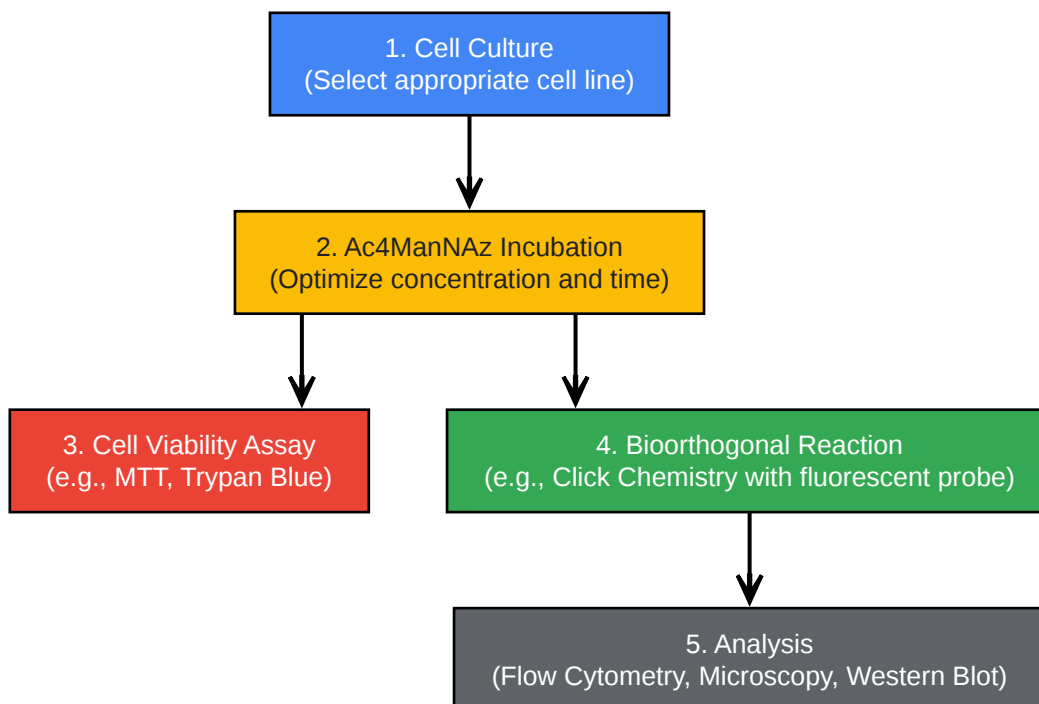 1. Cell Culture
(Select appropriate cell line)
2. Ac4ManNAz Incubation
(Optimize concentration and time)
3. Cell Viability Assay
(e.g., MTT, Trypan Blue)
4. Bioorthogonal Reaction
(e.g., Click Chemistry with fluorescent probe)
5. Analysis
(Flow Cytometry, Microscopy, Western Blot)